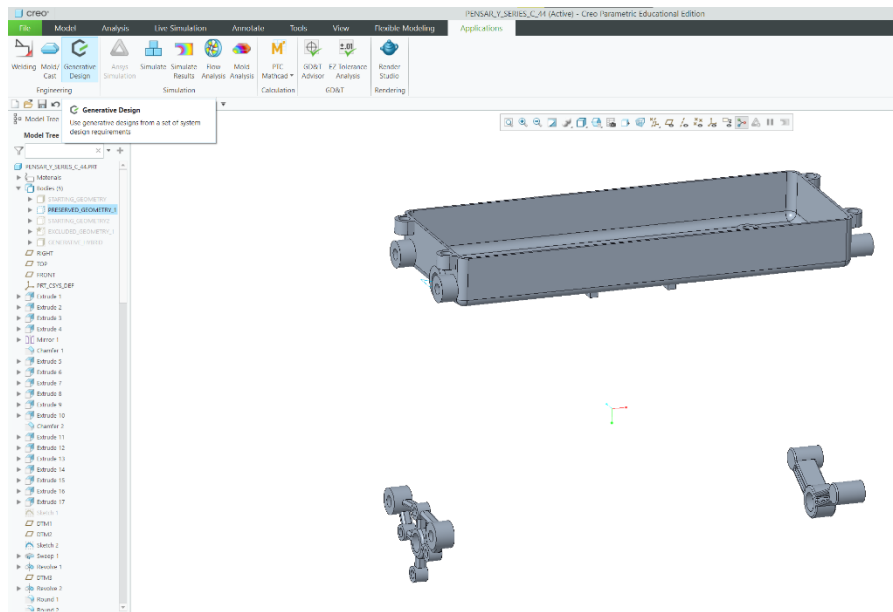 creo·
PENSAR_Y_SERIES_C_44 (Active) - Creo Parametric Educational Edition
File Model Analysis Live Simulation Annotate Tools View Flexible Modeling Applications
Welding Mold/ Cast Generative Design Ansys Simulation Simulate Simulate Results Flow Analysis Mold Analysis PTC Mathcad GD&T Advisor EZ Tolerance Analysis Render Studio
Engineering Simulation Calculation GD&T Rendering
Generative Design
Use generative designs from a set of system
design requirements
Model Tree
Model Tree
PENSAR_Y_SERIES_C_44.PRT
Materials
Bodies (5)
STARTING_GEOMETRY
PRESERVED_GEOMETRY_1
STARTING_GEOMETRY2
EXCLUDED_GEOMETRY_1
RIGHT
TOP
FRONT
PRT_CSYS_DEF
Extrude 1
Extrude 2
Extrude 3
Extrude 4
Mirror 1
Chamfer 1
Extrude 5
Extrude 6
Extrude 7
Extrude 8
Extrude 9
Extrude 10
Chamfer 2
Extrude 11
Extrude 12
Extrude 13
Extrude 14
Extrude 15
Extrude 16
Extrude 17
Sketch 1
DTM1
DTM2
Sketch 2
Sweep 1
Revolve 1
DTM3
Revolve 2
Round 1
Round 2